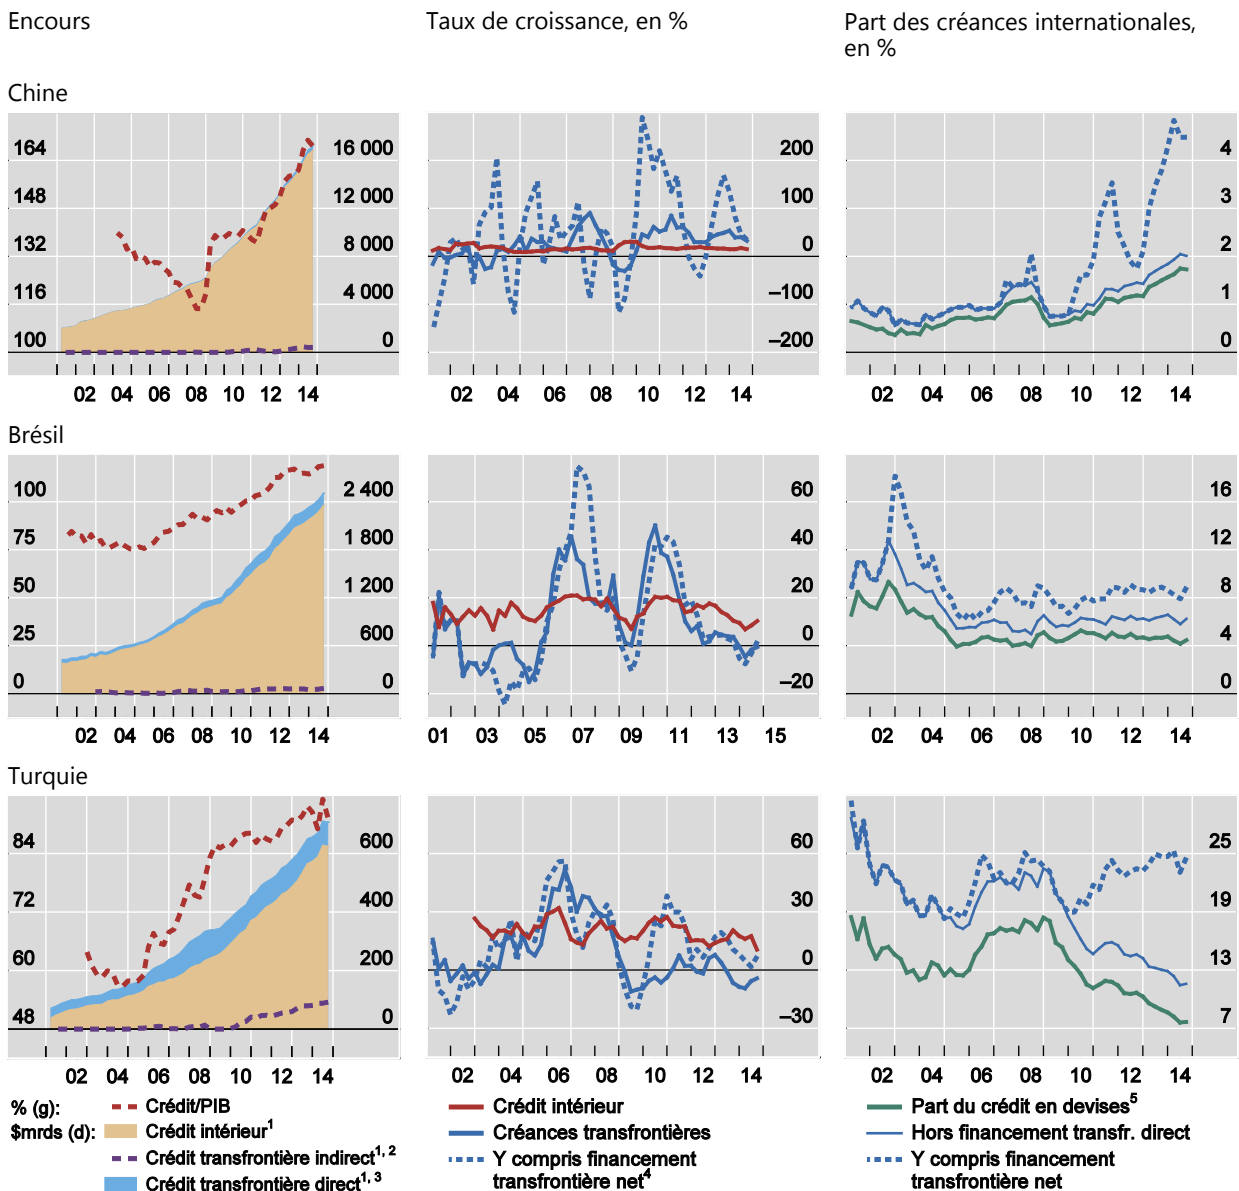 Encours
Taux de croissance, en %
Part des créances internationales,
en %
Chine
164 16 000
148 12 000
132 8 000
116 4 000
100 0
02 04 06 08 10 12 14
200
100
0
–100
–200
02 04 06 08 10 12 14
4
3
2
1
0
02 04 06 08 10 12 14
Brésil
100 2 400
75 1 800
50 1 200
25 600
0 0
02 04 06 08 10 12 14
60
40
20
0
–20
01 03 05 07 09 11 13 15
16
12
8
4
0
02 04 06 08 10 12 14
Turquie
84 600
72 400
60 200
48 0
02 04 06 08 10 12 14
60
30
0
–30
02 04 06 08 10 12 14
25
19
13
7
02 04 06 08 10 12 14
% (g): Crédit/PIB
$mrds (d): Crédit intérieur1
Crédit transfrontière indirect1, 2
Crédit transfrontière direct1, 3
Crédit intérieur
Créances transfrontières
Y compris financement
transfrontière net4
Part du crédit en devises5
Hors financement transfr. direct
Y compris financement
transfrontière net